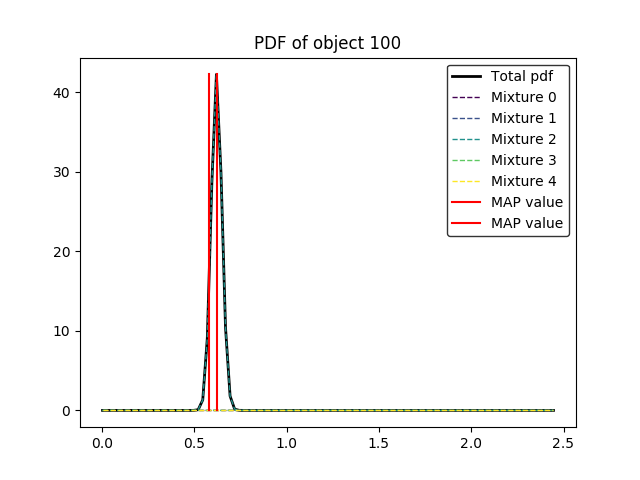 PDF of object 100
Total pdf
Mixture 0
Mixture 1
Mixture 2
Mixture 3
Mixture 4
MAP value
MAP value
40
30
20
10
0
0.0 0.5 1.0 1.5 2.0 2.5